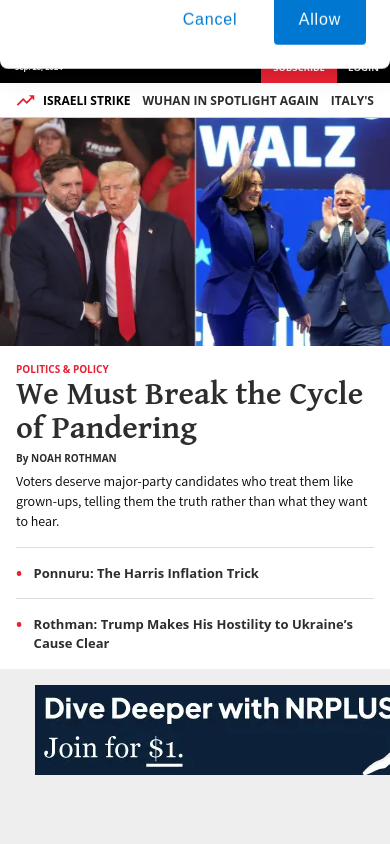 Cancel
Allow
SUBSCRIBE
LOGIN
ISRAELI STRIKE
WUHAN IN SPOTLIGHT AGAIN
ITALY'S
TRUMP
WALZ
POLITICS & POLICY
We Must Break the Cycle
of Pandering
By NOAH ROTHMAN
Voters deserve major-party candidates who treat them like
grown-ups, telling them the truth rather than what they want
to hear.
Ponnuru: The Harris Inflation Trick
Rothman: Trump Makes His Hostility to Ukraine’s
Cause Clear
Dive Deeper with NRPLUS
Join for $1.